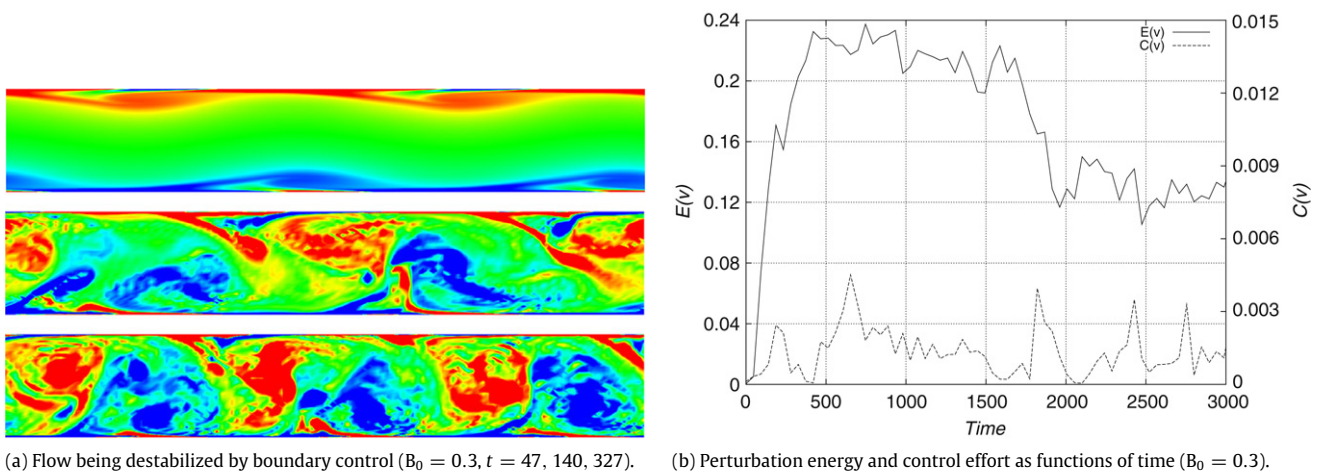 0.24
0.2
0.16
0.12
0.08
0.04
0
E(v)
0.015
0.012
0.009
0.006
0.003
0
C(v)
E(v)
C(v)
0 500 1000 1500 2000 2500 3000
Time
(a) Flow being destabilized by boundary control (B₀ = 0.3, t = 47, 140, 327).
(b) Perturbation energy and control effort as functions of time (B₀ = 0.3).